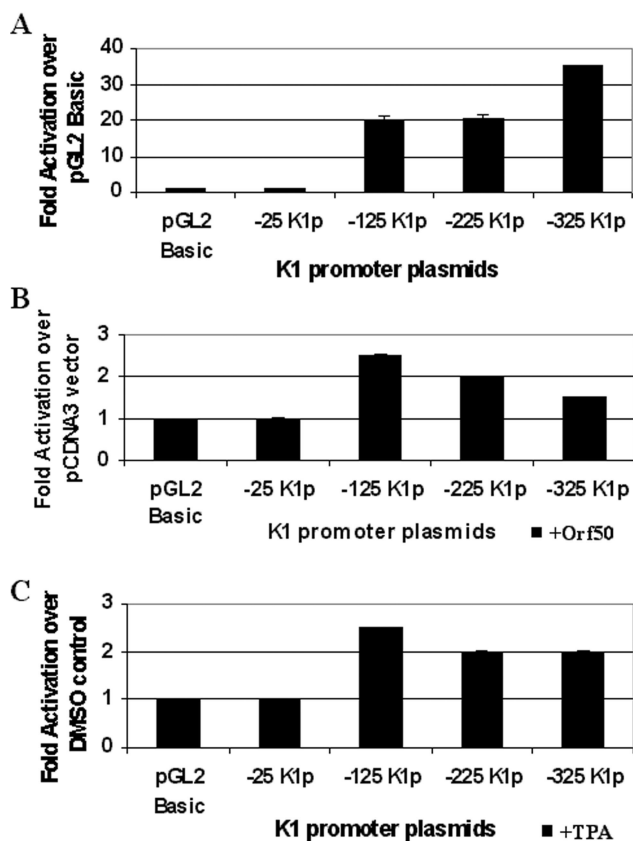 A
Fold Activation over
pGL2 Basic
40
30
20
10
0
pGL2
Basic
-25 K1p
-125 K1p
-225 K1p
-325 K1p
K1 promoter plasmids
B
Fold Activation over
pCDNA3 vector
3
2
1
0
pGL2
Basic
-25 K1p
-125 K1p
-225 K1p
-325 K1p
K1 promoter plasmids
+Orf50
C
Fold Activation over
DMSO control
3
2
1
0
pGL2
Basic
-25 K1p
-125 K1p
-225 K1p
-325 K1p
K1 promoter plasmids
+TPA